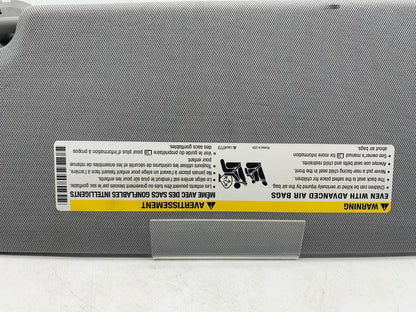 WARNING
EVEN WITH ADVANCED AIR BAGS
• Children can be killed or seriously injured by the air bag.
• The back seat is the safest place for children.
• Never put a rear-facing child seat in the front.
• Always use seat belts and child restraints.
• See owner's manual for more information
about air bags.
AVERTISSEMENT
MÊME AVEC DES SACS GONFLABLES INTELLIGENTS
• Les enfants peuvent être tués ou gravement blessés par sac gonflable.
• Le siège arrière est l'endroit le plus sûr pour les enfants.
• Ne jamais placer à l'avant un siège d'enfant faisant face à l'arrière.
• Toujours utiliser les ceintures de sécurité et les ensembles de retenue
pour enfant.
• Voir le guide du propriétaire pour plus d'information à propos
des sacs gonflables.